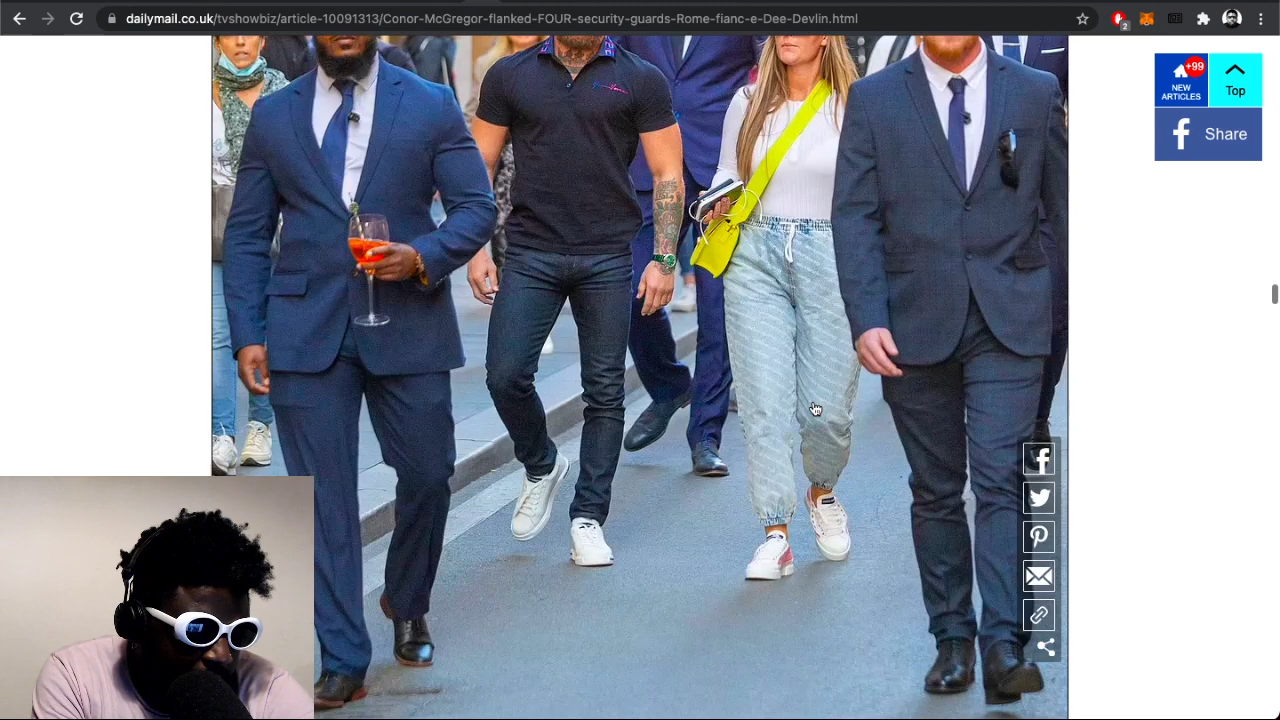 dailymail.co.uk/tvshowbiz/article-10091313/Conor-McGregor-flanked-FOUR-security-guards-Rome-fianc-e-Dee-Devlin.html
2
+99
NEW
ARTICLES
Top
f Share